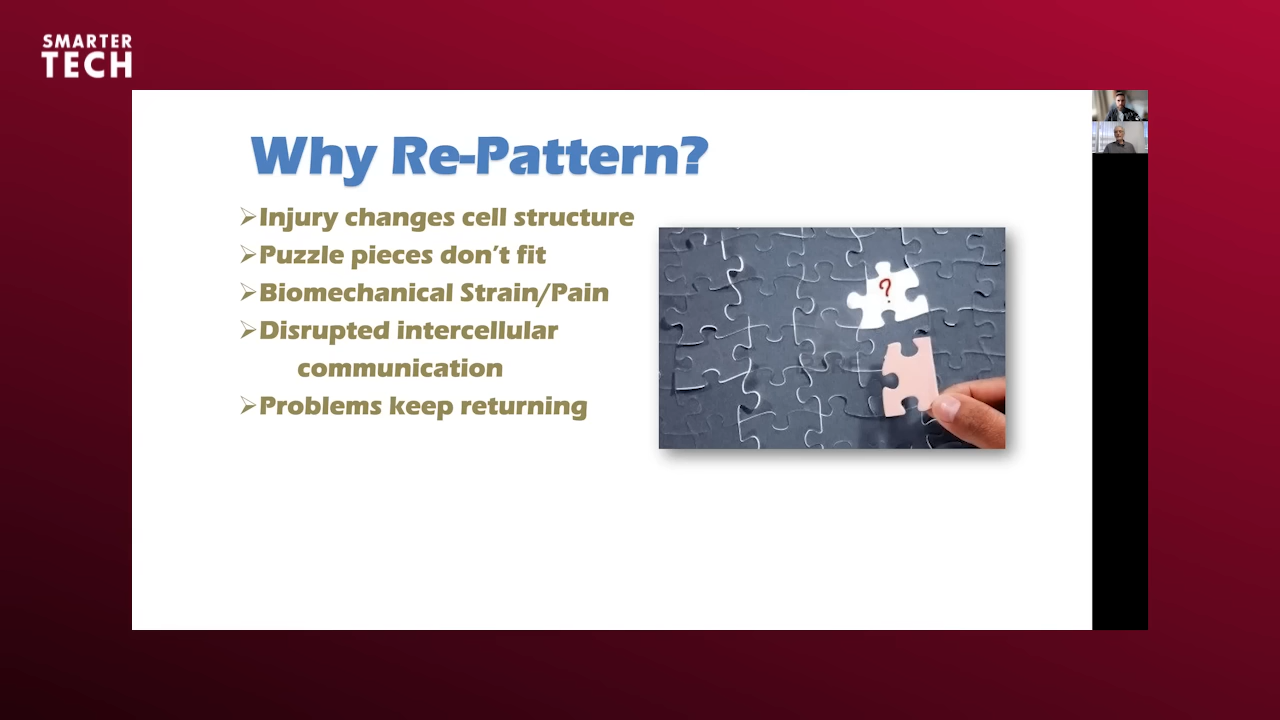 SMARTER
TECH
Why Re-Pattern?
➢Injury changes cell structure
➢Puzzle pieces don't fit
➢Biomechanical Strain/Pain
➢Disrupted intercellular
communication
➢Problems keep returning
?